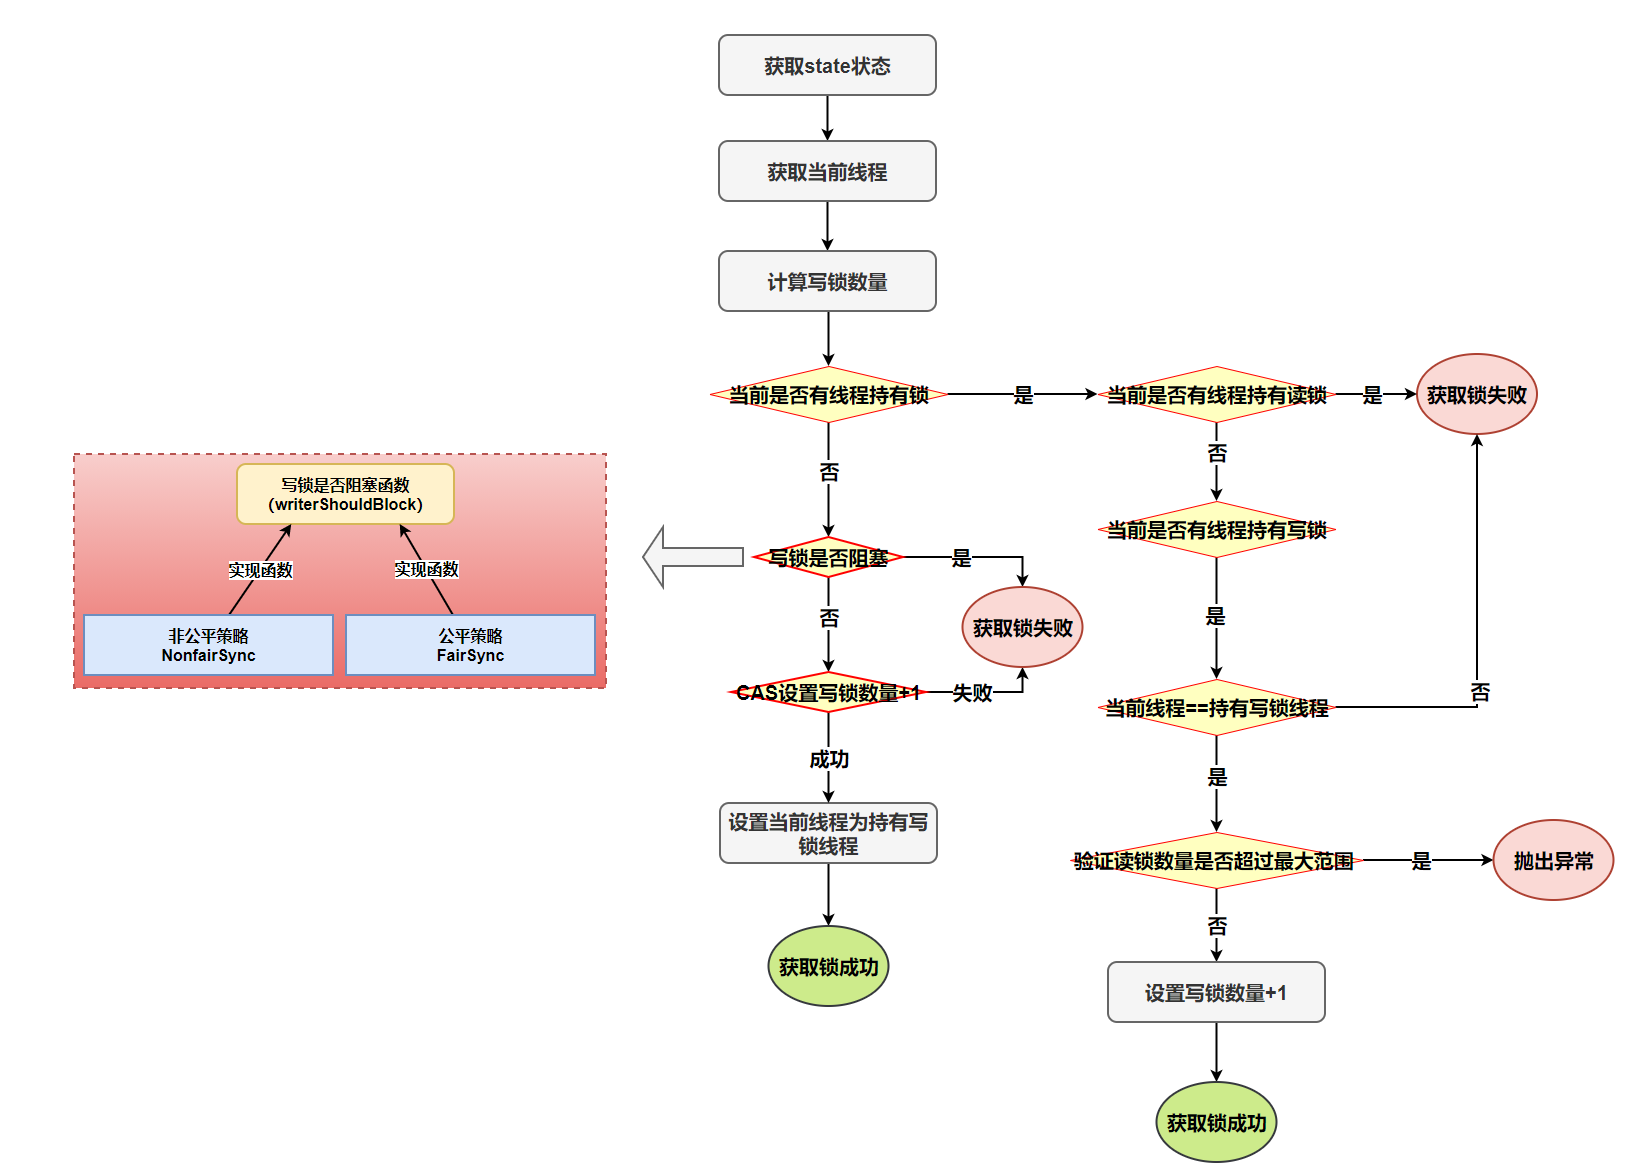 获取state状态
获取当前线程
计算写锁数量
当前是否有线程持有锁
是
当前是否有线程持有读锁
是
获取锁失败
否
否
写锁是否阻塞函数
（writerShouldBlock）
实现函数
实现函数
非公平策略
NonfairSync
公平策略
FairSync
写锁是否阻塞
是
获取锁失败
否
CAS设置写锁数量+1
失败
成功
设置当前线程为持有写
锁线程
获取锁成功
当前是否有线程持有写锁
是
当前线程==持有写锁线程
否
是
验证读锁数量是否超过最大范围
是
抛出异常
否
设置写锁数量+1
获取锁成功